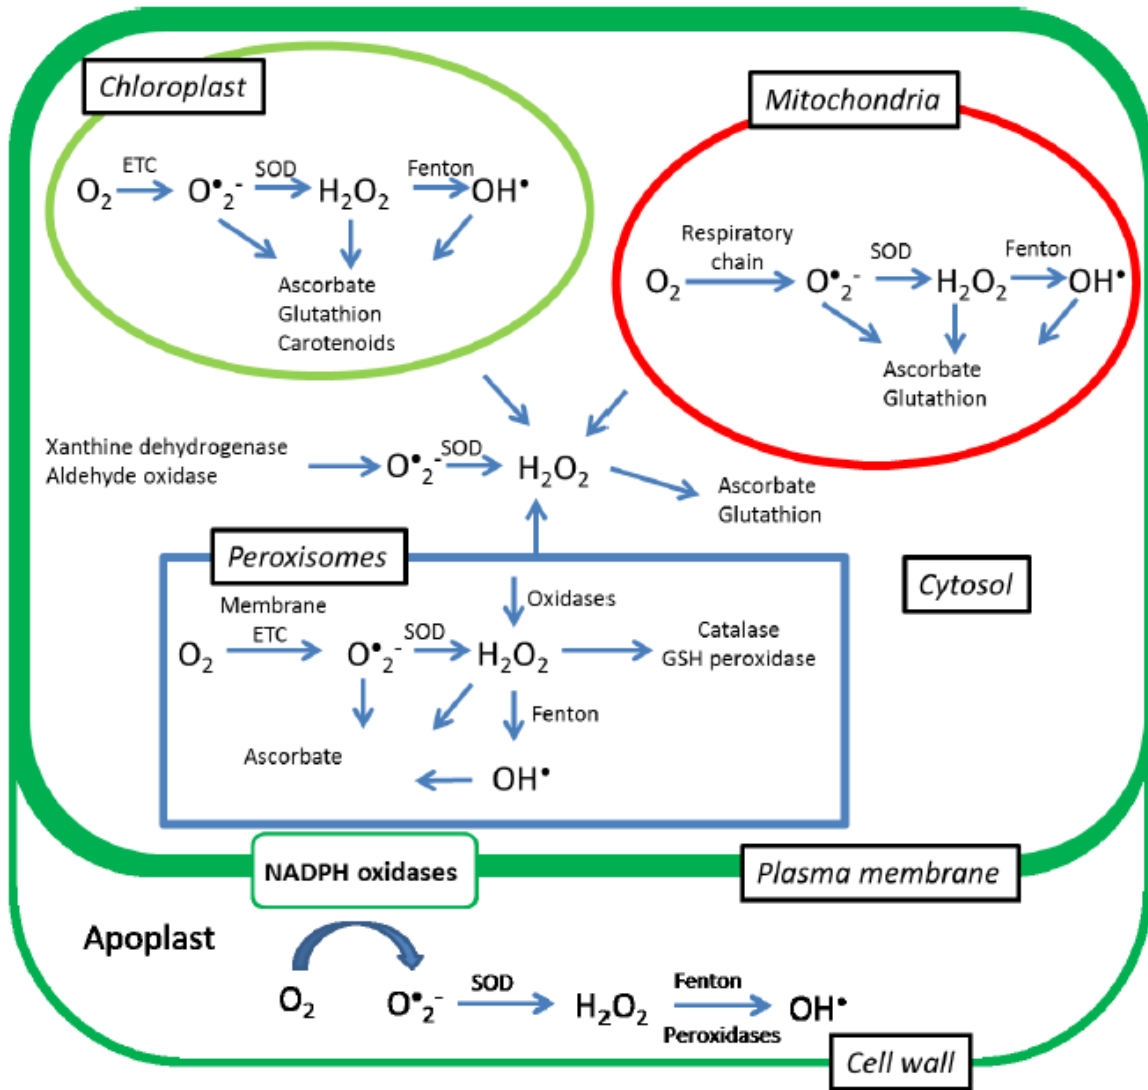 Chloroplast
Mitochondria
ETC
SOD
Fenton
O₂
O•₂⁻
H₂O₂
OH•
Ascorbate
Glutathion
Carotenoids
Respiratory
chain
SOD
Fenton
O₂
O•₂⁻
H₂O₂
OH•
Ascorbate
Glutathion
Xanthine dehydrogenase
Aldehyde oxidase
O•₂⁻
SOD
H₂O₂
Ascorbate
Glutathion
Peroxisomes
Cytosol
Membrane
ETC
SOD
Oxidases
O₂
O•₂⁻
H₂O₂
Catalase
GSH peroxidase
Fenton
Ascorbate
OH•
NADPH oxidases
Plasma membrane
Apoplast
O₂
O•₂⁻
SOD
H₂O₂
Fenton
Peroxidases
OH•
Cell wall